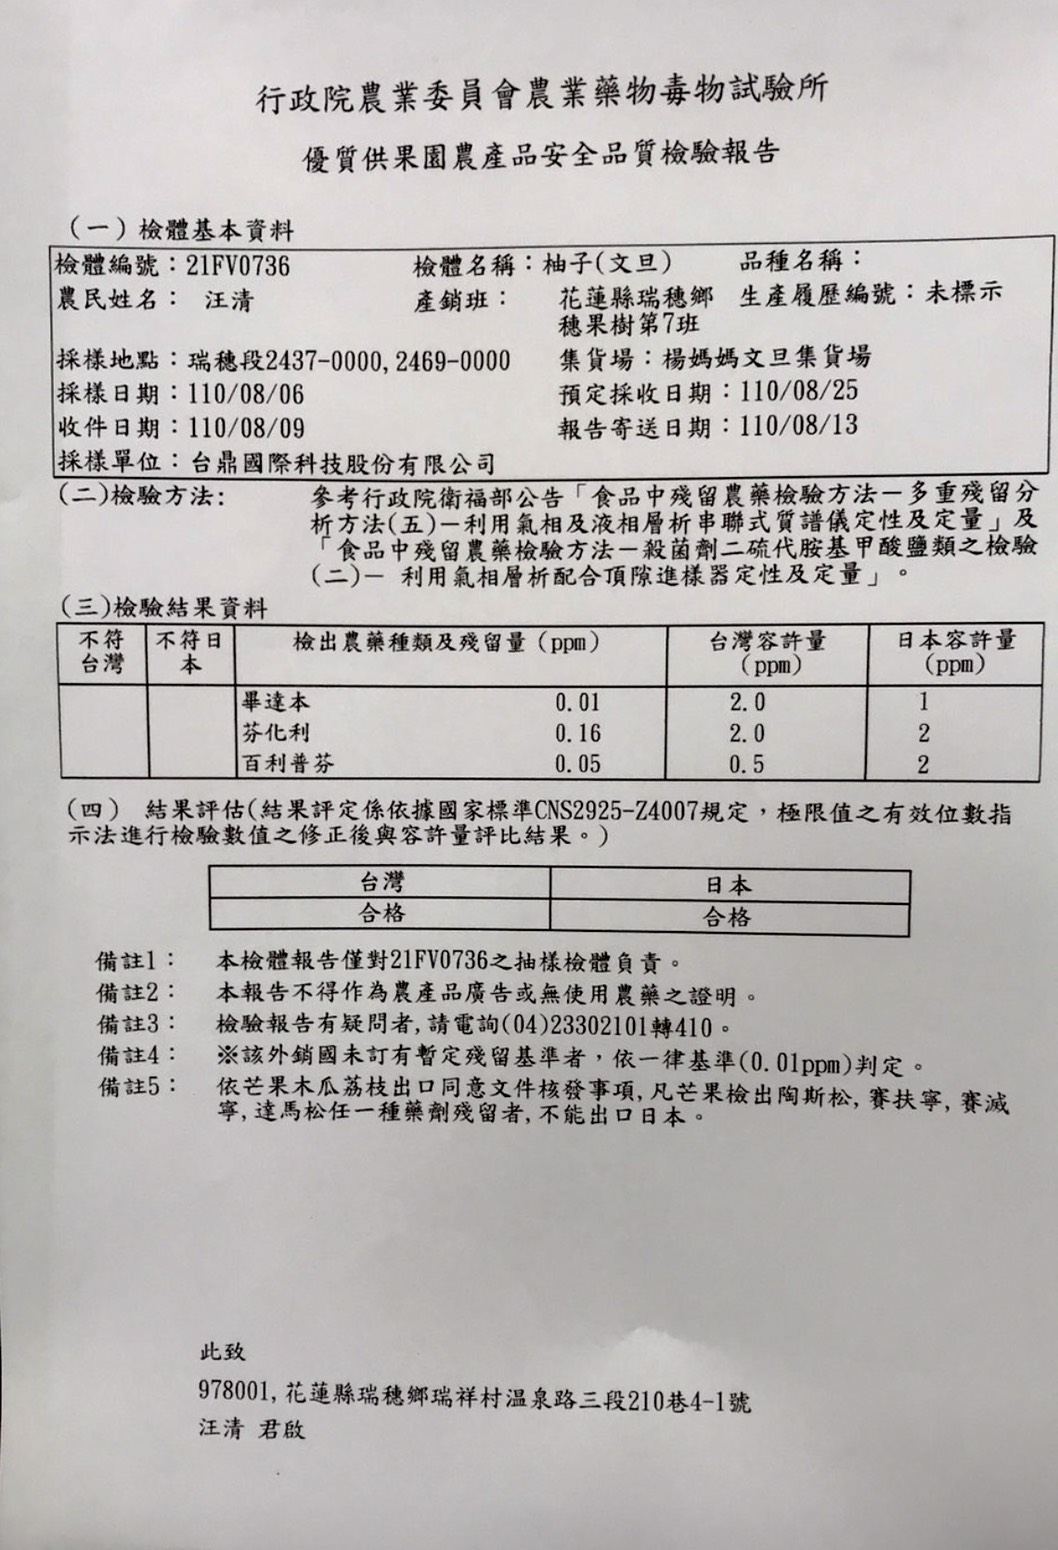 行政院農業委員會農業藥物毒物試驗所
優質供果園農產品安全品質檢驗報告
(一)檢體基本資料
檢體編號：21FV0736 檢體名稱：柚子(文旦) 品種名稱：
農民姓名： 汪清 產銷班： 花蓮縣瑞穗鄉 生產履歷編號：未標示
穗果樹第7班
採樣地點：瑞穗段2437-0000,2469-0000 集貨場：楊媽媽文旦集貨場
採樣日期：110/08/06 預定採收日期：110/08/25
收件日期：110/08/09 報告寄送日期：110/08/13
採樣單位：台鼎國際科技股份有限公司
(二)檢驗方法: 參考行政院衛福部公告「食品中殘留農藥檢驗方法－多重殘留分
析方法(五)－利用氣相及液相層析串聯式質譜儀定性及定量」及
「食品中殘留農藥檢驗方法－殺菌劑二硫代胺基甲酸鹽類之檢驗
(二)－ 利用氣相層析配合頂隙進樣器定性及定量」。
(三)檢驗結果資料
不符台灣 不符日本 檢出農藥種類及殘留量(ppm) 台灣容許量(ppm) 日本容許量(ppm)
畢達本 0.01 2.0 1
芬化利 0.16 2.0 2
百利普芬 0.05 0.5 2
(四) 結果評估(結果評定係依據國家標準CNS2925-Z4007規定，極限值之有效位數指
示法進行檢驗數值之修正後與容許量評比結果。)
台灣 日本
合格 合格
備註1： 本檢體報告僅對21FV0736之抽樣檢體負責。
備註2： 本報告不得作為農產品廣告或無使用農藥之證明。
備註3： 檢驗報告有疑問者,請電詢(04)23302101轉410。
備註4： ※該外銷國未訂有暫定殘留基準者，依一律基準(0.01ppm)判定。
備註5： 依芒果木瓜荔枝出口同意文件核發事項,凡芒果檢出陶斯松,賽扶寧,賽滅
寧,達馬松任一種藥劑殘留者,不能出口日本。
此致
978001,花蓮縣瑞穗鄉瑞祥村温泉路三段210巷4-1號
汪清 君啟